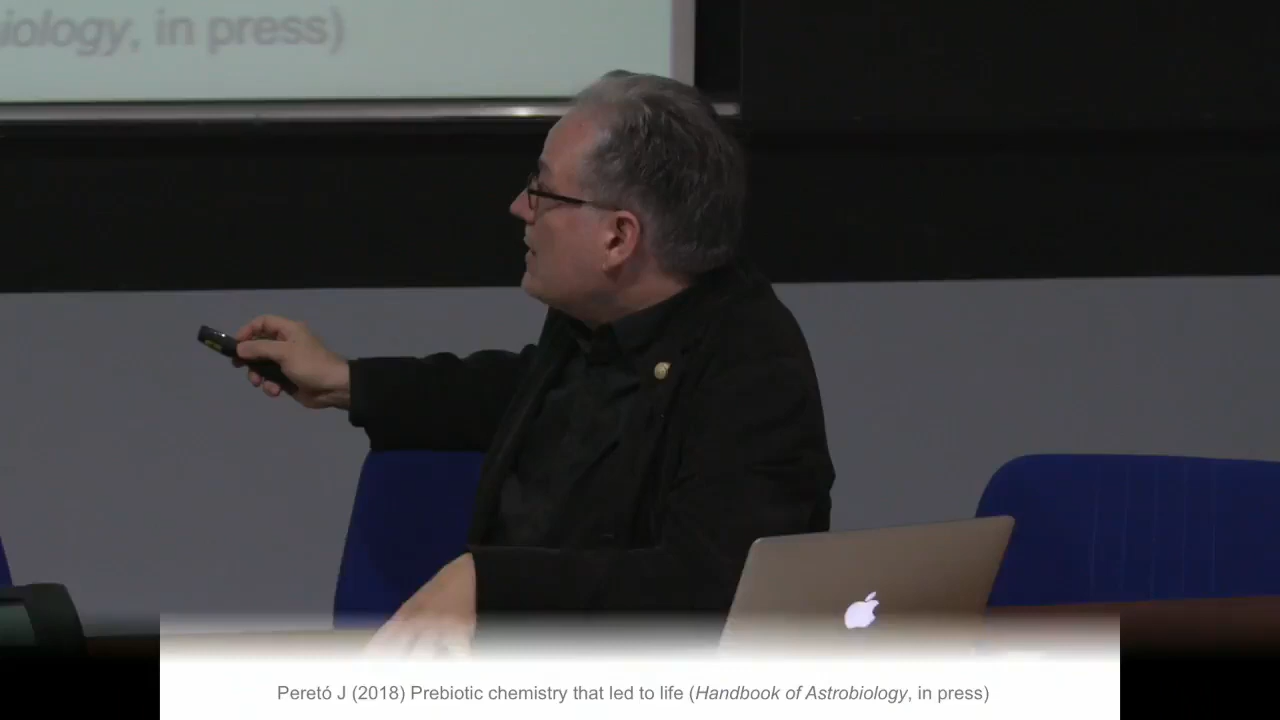 iology, in press)
Peretó J (2018) Prebiotic chemistry that led to life (Handbook of Astrobiology, in press)